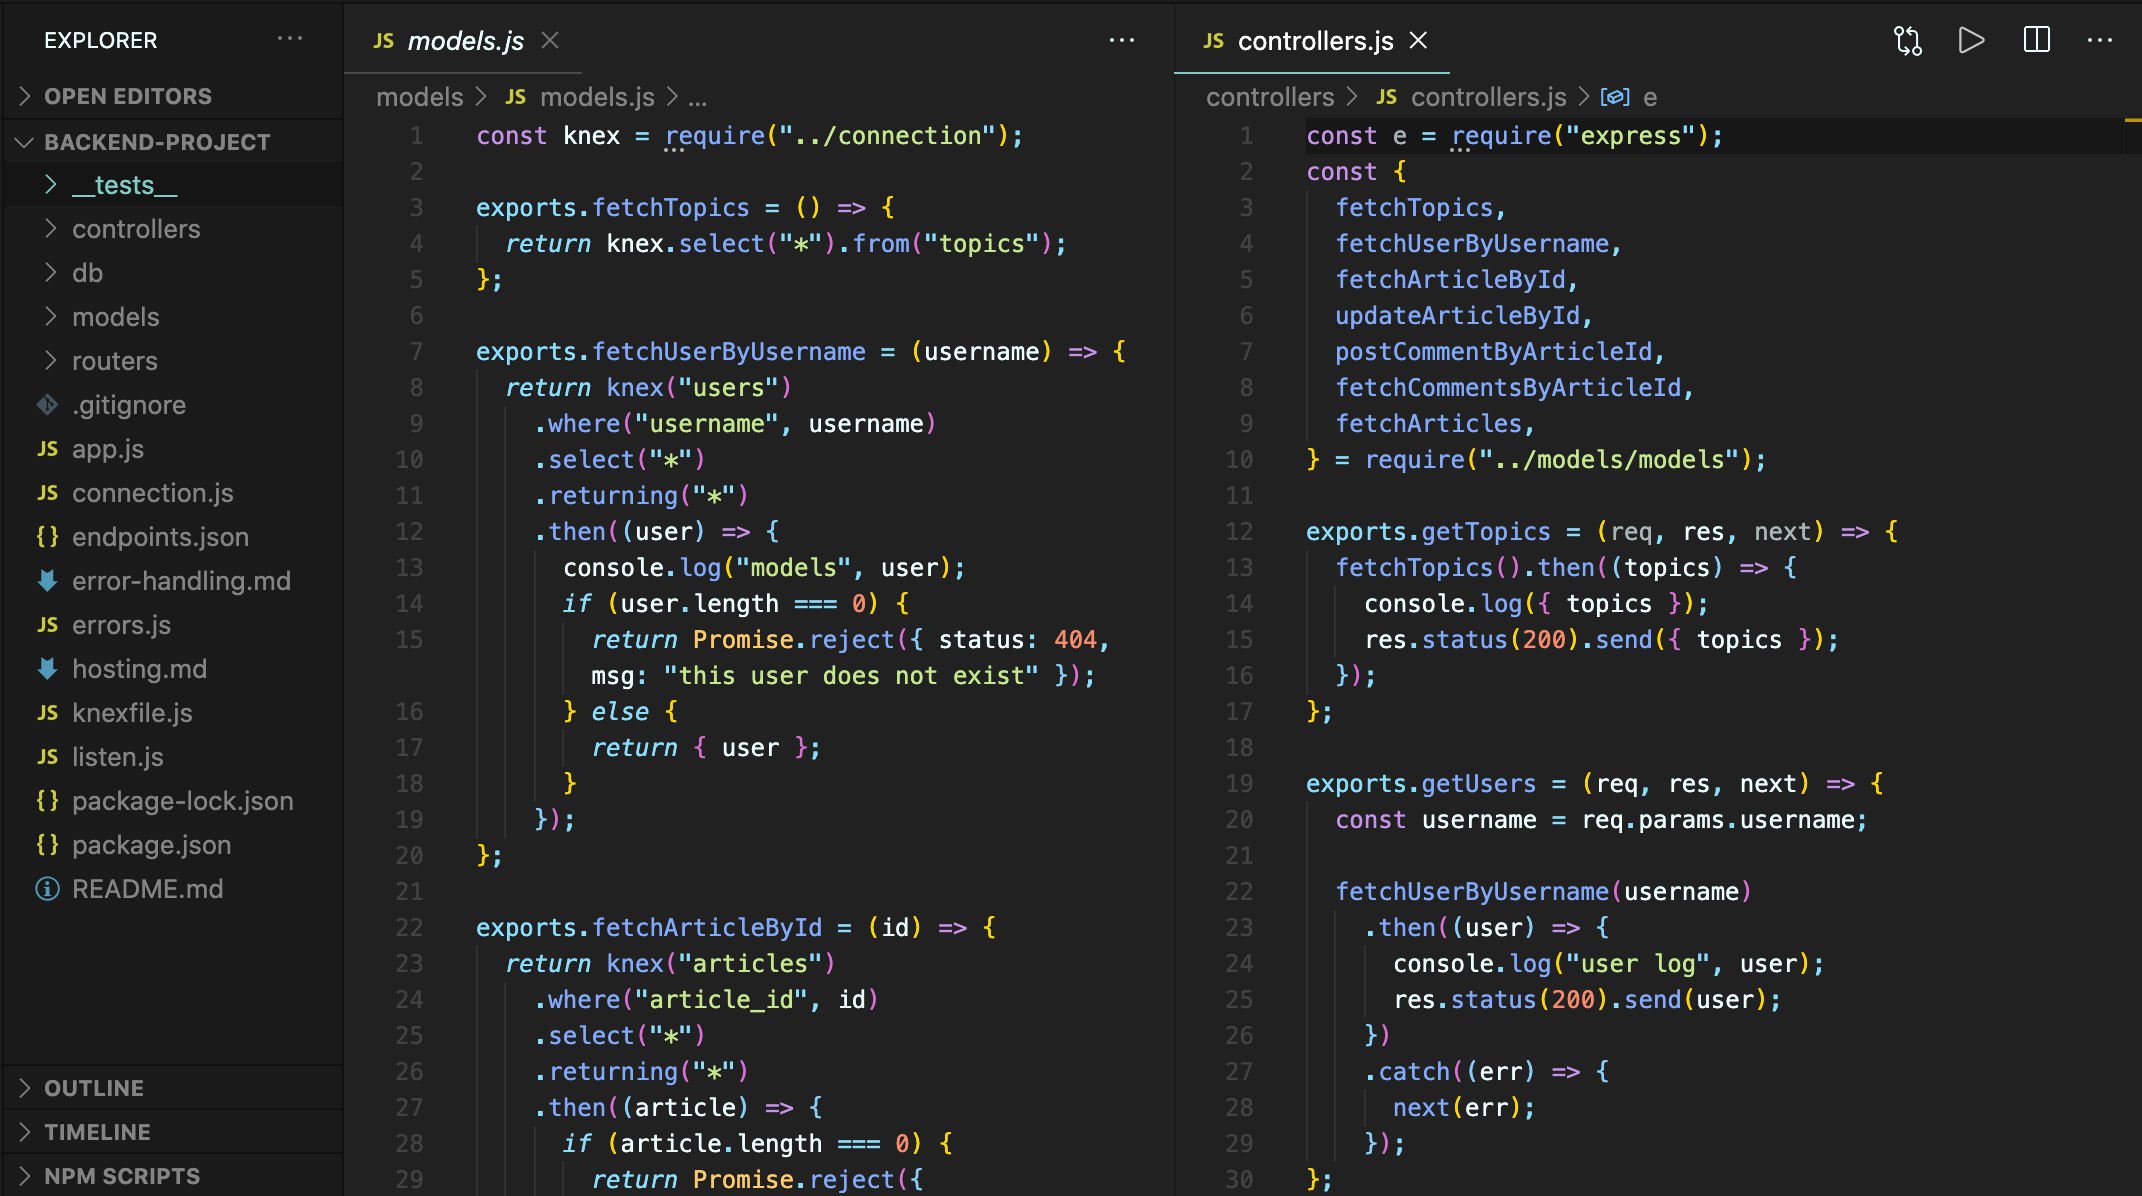 EXPLORER
OPEN EDITORS
BACKEND-PROJECT
__tests__
controllers
db
models
routers
.gitignore
JS app.js
JS connection.js
{} endpoints.json
error-handling.md
JS errors.js
hosting.md
JS knexfile.js
JS listen.js
{} package-lock.json
{} package.json
README.md
OUTLINE
TIMELINE
NPM SCRIPTS
JS models.js
models > JS models.js > ...
1 const knex = require("../connection");
2
3 exports.fetchTopics = () => {
4 return knex.select("*").from("topics");
5 };
6
7 exports.fetchUserByUsername = (username) => {
8 return knex("users")
9 .where("username", username)
10 .select("*")
11 .returning("*")
12 .then((user) => {
13 console.log("models", user);
14 if (user.length === 0) {
15 return Promise.reject({ status: 404,
msg: "this user does not exist" });
16 } else {
17 return { user };
18 }
19 });
20 };
21
22 exports.fetchArticleById = (id) => {
23 return knex("articles")
24 .where("article_id", id)
25 .select("*")
26 .returning("*")
27 .then((article) => {
28 if (article.length === 0) {
29 return Promise.reject({
JS controllers.js
controllers > JS controllers.js > e
1 const e = require("express");
2 const {
3 fetchTopics,
4 fetchUserByUsername,
5 fetchArticleById,
6 updateArticleById,
7 postCommentByArticleId,
8 fetchCommentsByArticleId,
9 fetchArticles,
10 } = require("../models/models");
11
12 exports.getTopics = (req, res, next) => {
13 fetchTopics().then((topics) => {
14 console.log({ topics });
15 res.status(200).send({ topics });
16 });
17 };
18
19 exports.getUsers = (req, res, next) => {
20 const username = req.params.username;
21
22 fetchUserByUsername(username)
23 .then((user) => {
24 console.log("user log", user);
25 res.status(200).send(user);
26 })
27 .catch((err) => {
28 next(err);
29 });
30 };